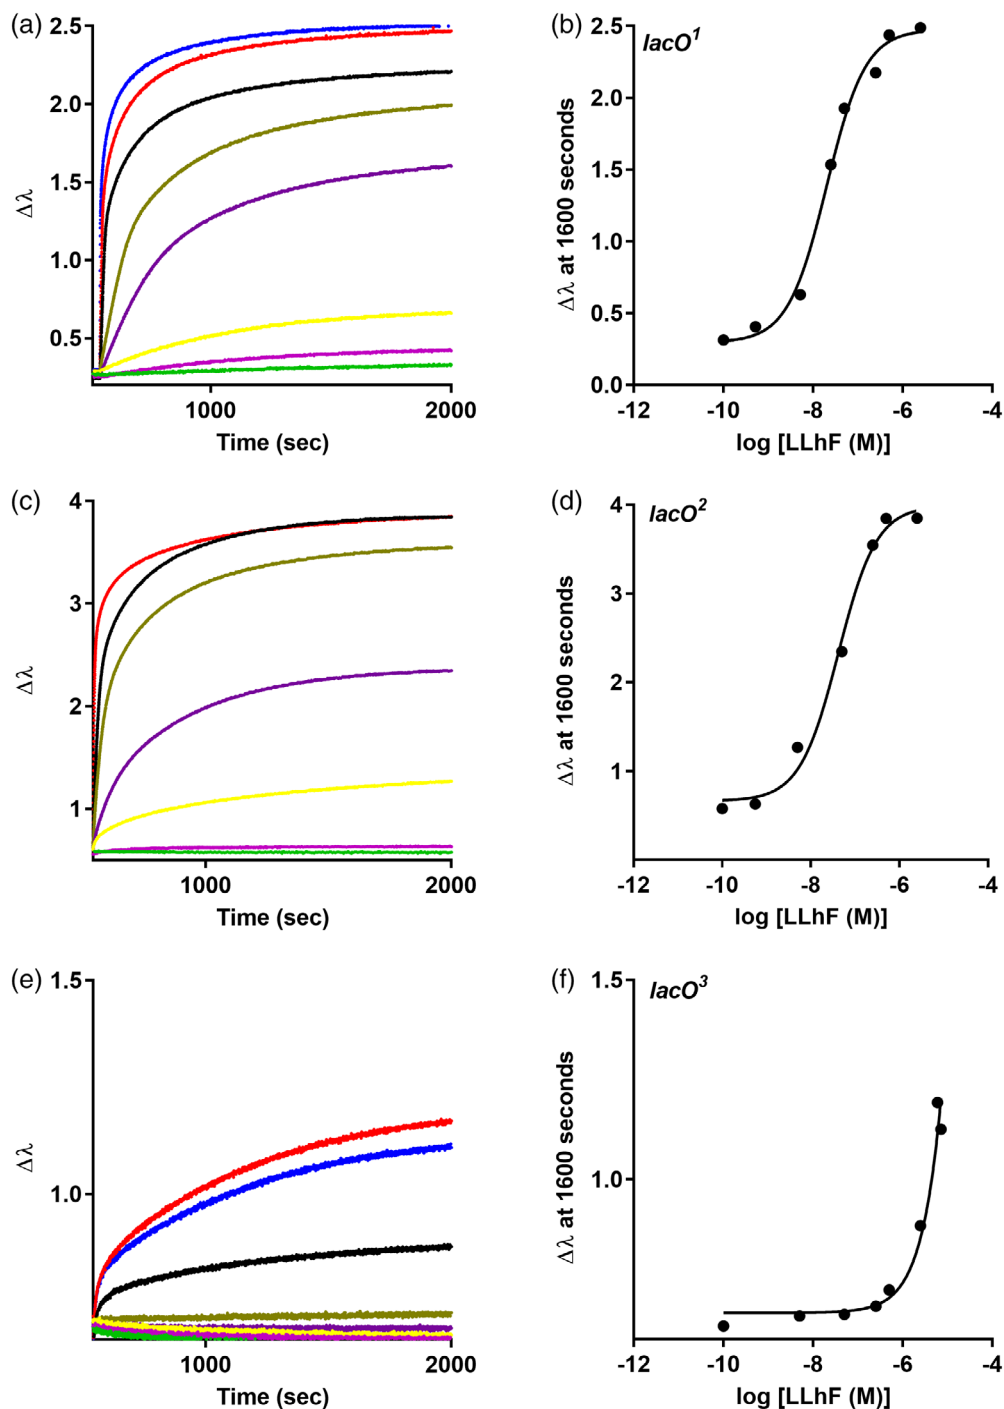 (a)
2.5
2.0
1.5
1.0
0.5
Δλ
1000 2000
Time (sec)
(b)
lacO¹
2.5
2.0
1.5
1.0
0.5
0.0
Δλ at 1600 seconds
-12 -10 -8 -6 -4
log [LLhF (M)]
(c)
4
3
2
1
Δλ
1000 2000
Time (sec)
(d)
lacO²
4
3
2
1
Δλ at 1600 seconds
-12 -10 -8 -6 -4
log [LLhF (M)]
(e)
1.5
1.0
Δλ
1000 2000
Time (sec)
(f)
lacO³
1.5
1.0
Δλ at 1600 seconds
-12 -10 -8 -6 -4
log [LLhF (M)]